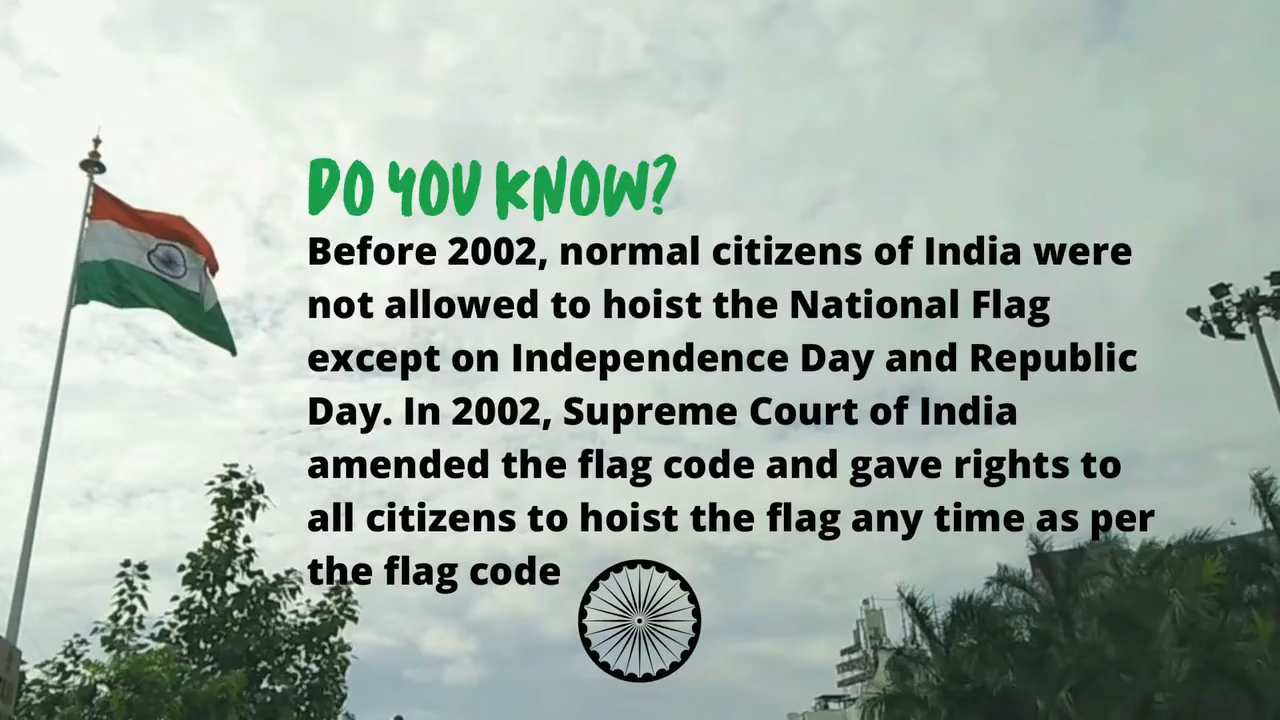 DO YOU KNOW?
Before 2002, normal citizens of India were
not allowed to hoist the National Flag
except on Independence Day and Republic
Day. In 2002, Supreme Court of India
amended the flag code and gave rights to
all citizens to hoist the flag any time as per
the flag code